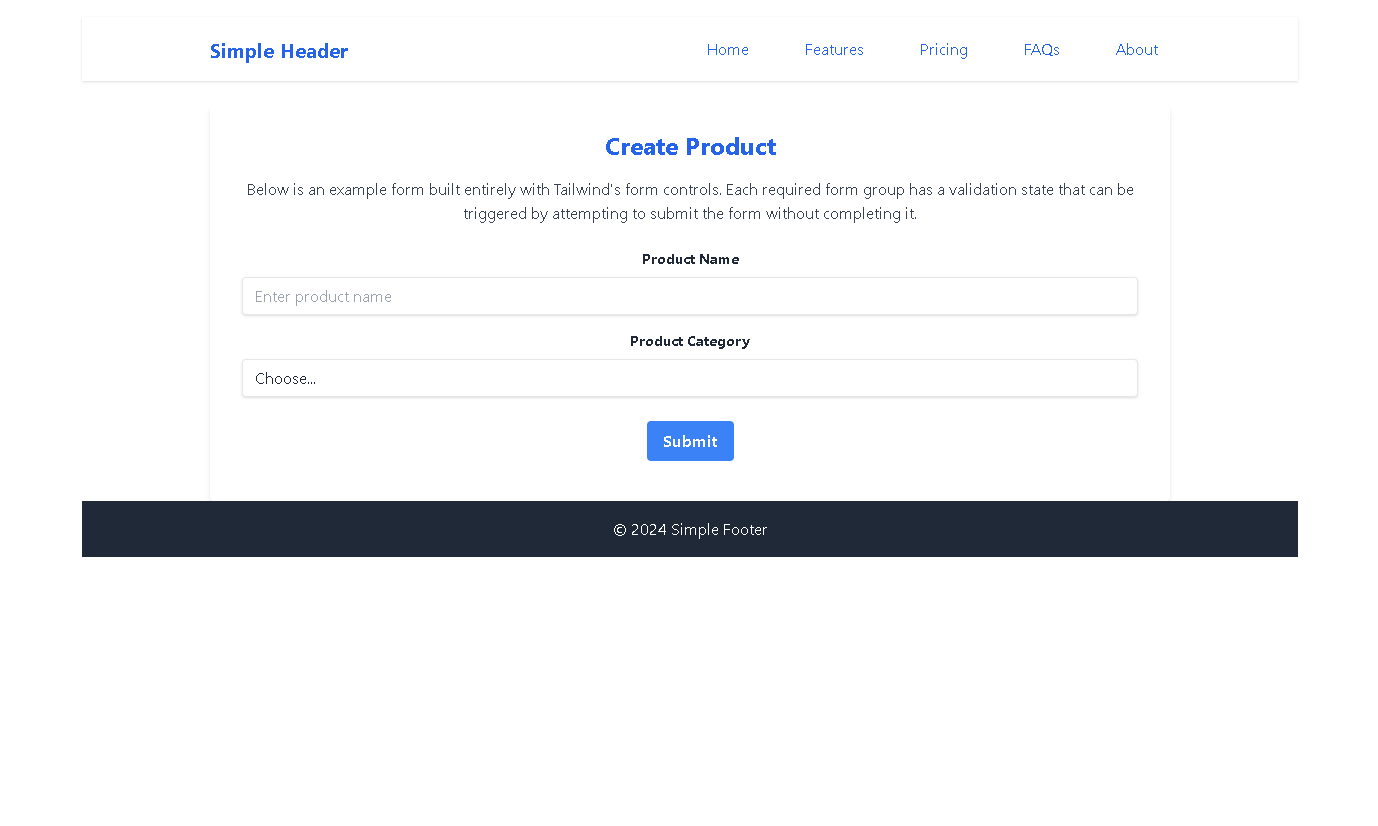 Simple Header
Home
Features
Pricing
FAQs
About
Create Product
Below is an example form built entirely with Tailwind's form controls. Each required form group has a validation state that can be
triggered by attempting to submit the form without completing it.
Product Name
Enter product name
Product Category
Choose...
Submit
© 2024 Simple Footer